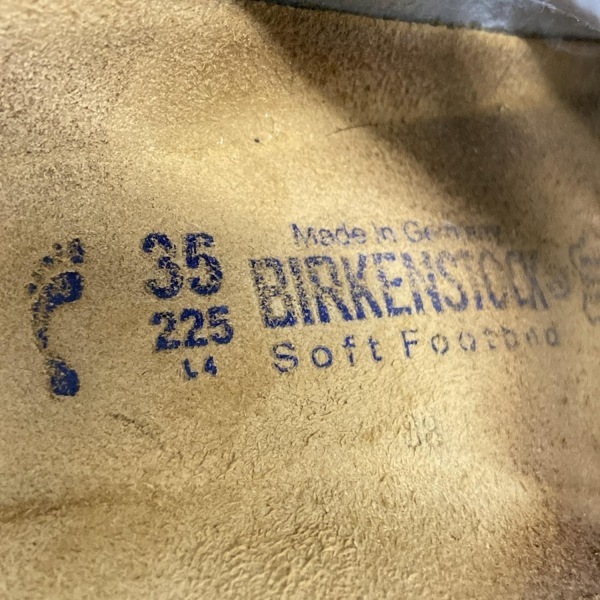 35
225
L4
Made in Germany
BIRKENSTOCK
Soft Footbed